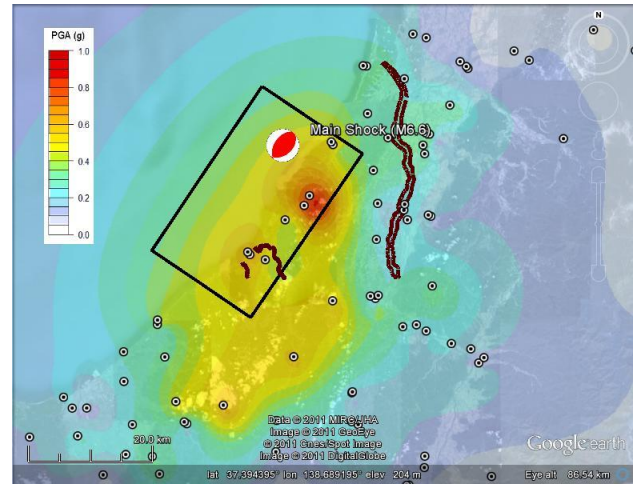 N
PGA (g)
1.0
0.8
0.6
0.4
0.2
0.0
Main Shock (M6.6)
Data © 2011 MIRC/JHA
Image © 2011 GeoEye
© 2011 Cnes/Spot Image
Image © 2011 DigitalGlobe
20.0 km
Google earth
lat 37.394395° lon 138.689195° elev 204 m
Eye alt 86.54 km